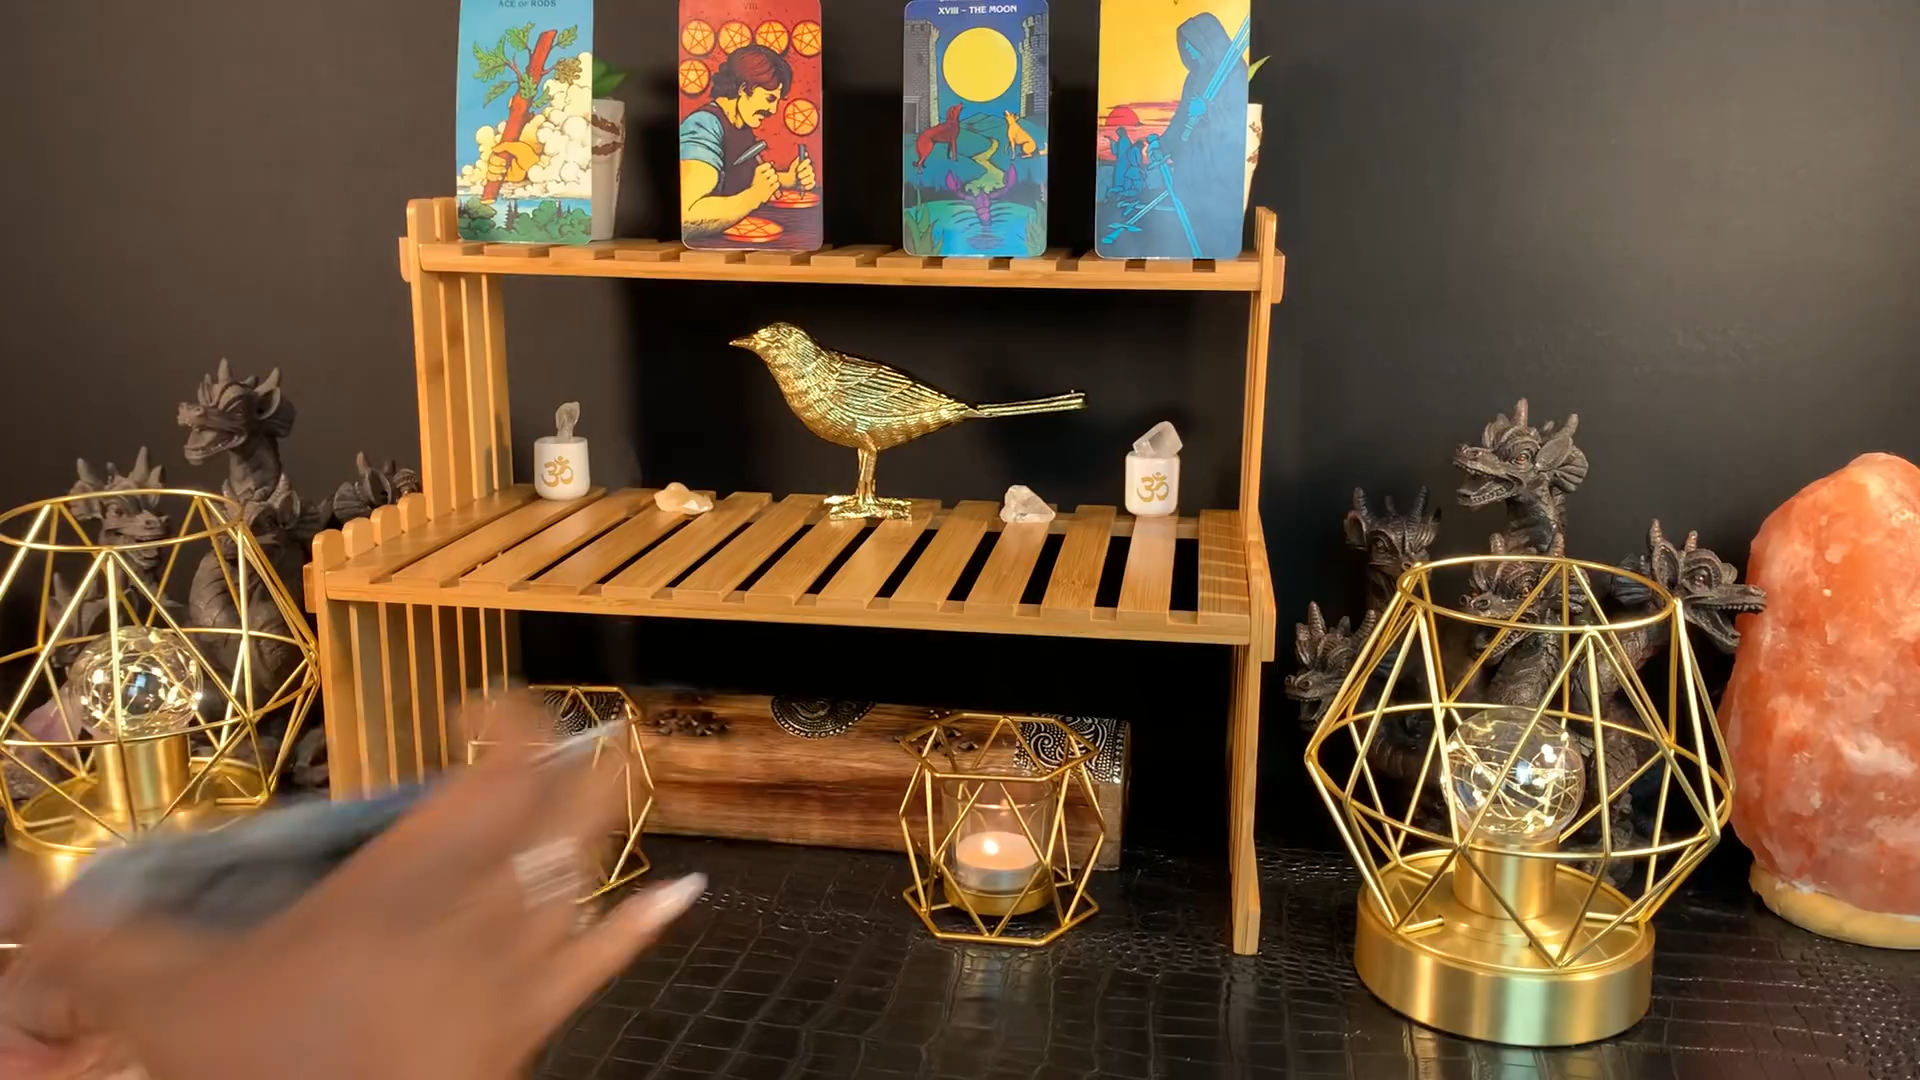 ACE OF RODS
VIII
XVIII – THE MOON
V
ॐ
ॐ